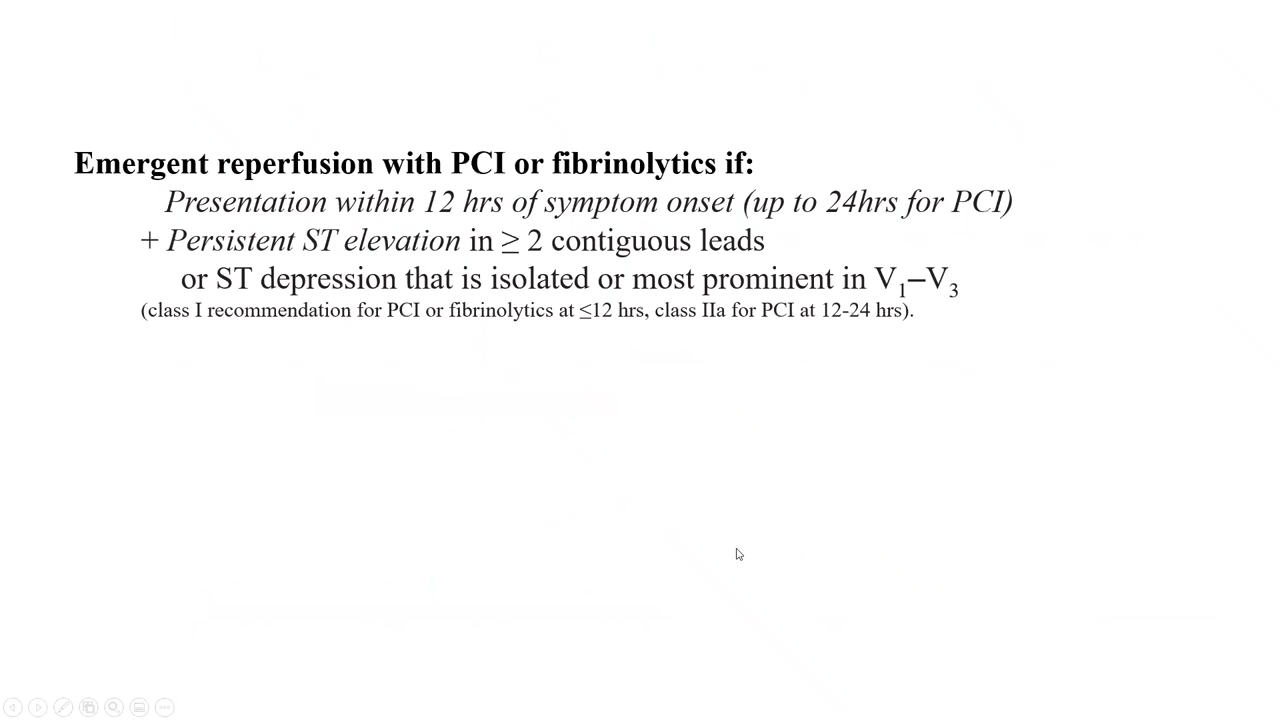 Emergent reperfusion with PCI or fibrinolytics if:
Presentation within 12 hrs of symptom onset (up to 24hrs for PCI)
+ Persistent ST elevation in ≥ 2 contiguous leads
or ST depression that is isolated or most prominent in V₁–V₃
(class I recommendation for PCI or fibrinolytics at ≤12 hrs, class IIa for PCI at 12-24 hrs).